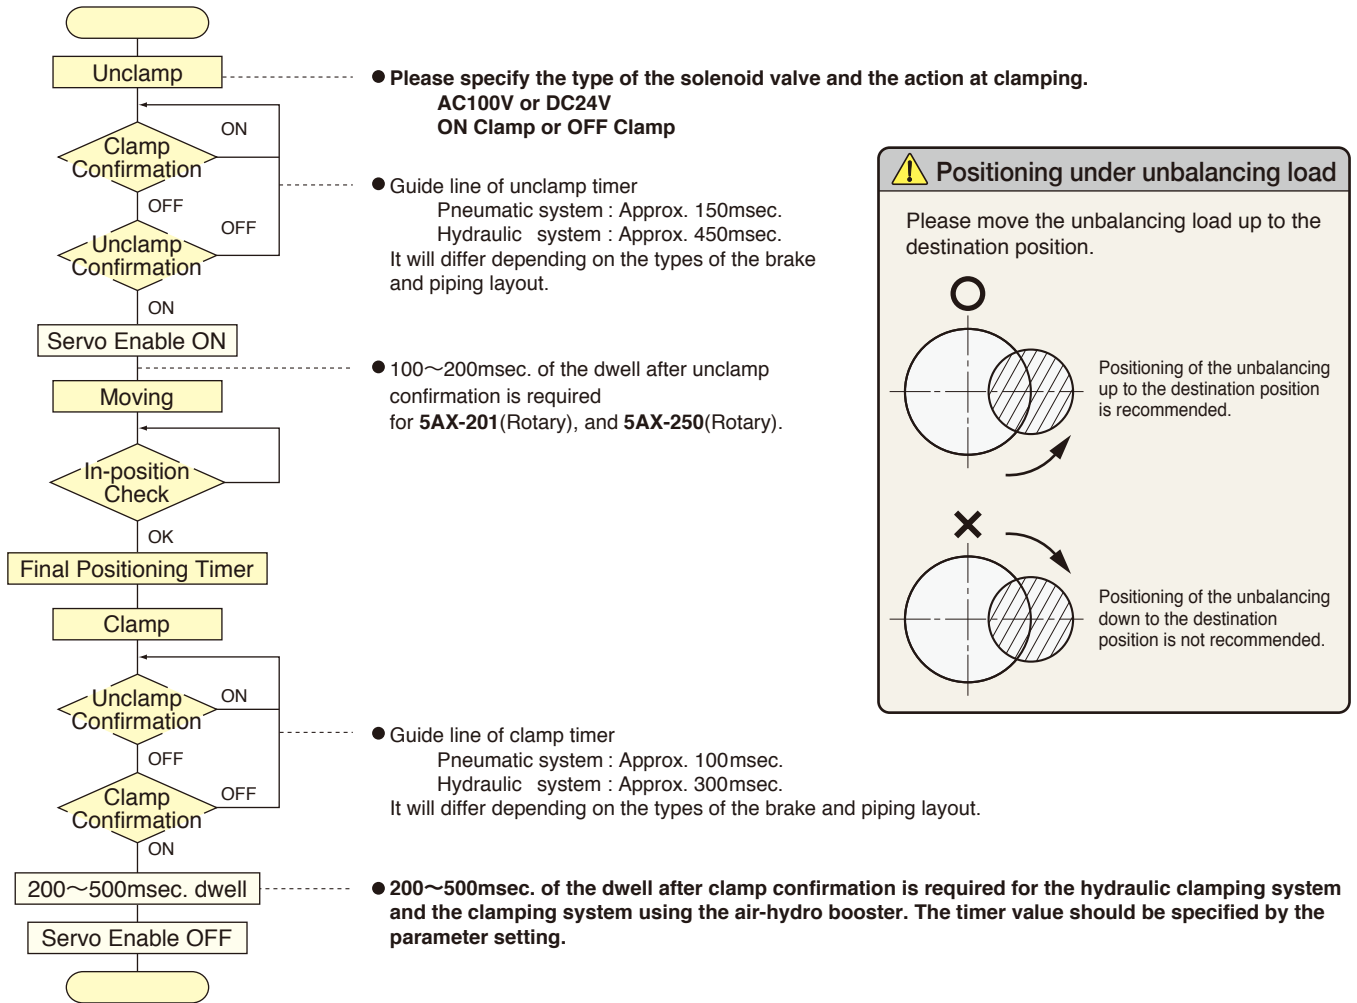 Unclamp
● Please specify the type of the solenoid valve and the action at clamping.
AC100V or DC24V
ON Clamp or OFF Clamp
ON
Clamp
Confirmation
OFF
● Guide line of unclamp timer
Pneumatic system : Approx. 150msec.
Hydraulic system : Approx. 450msec.
It will differ depending on the types of the brake
and piping layout.
OFF
Unclamp
Confirmation
ON
Servo Enable ON
● 100～200msec. of the dwell after unclamp
confirmation is required
for 5AX-201(Rotary), and 5AX-250(Rotary).
Moving
In-position
Check
OK
Final Positioning Timer
Clamp
Unclamp
Confirmation
ON
OFF
● Guide line of clamp timer
Pneumatic system : Approx. 100msec.
Hydraulic system : Approx. 300msec.
It will differ depending on the types of the brake and piping layout.
Clamp
Confirmation
OFF
ON
200～500msec. dwell
● 200～500msec. of the dwell after clamp confirmation is required for the hydraulic clamping system
and the clamping system using the air-hydro booster. The timer value should be specified by the
parameter setting.
Servo Enable OFF
Positioning under unbalancing load
Please move the unbalancing load up to the
destination position.
Positioning of the unbalancing
up to the destination position
is recommended.
Positioning of the unbalancing
down to the destination
position is not recommended.